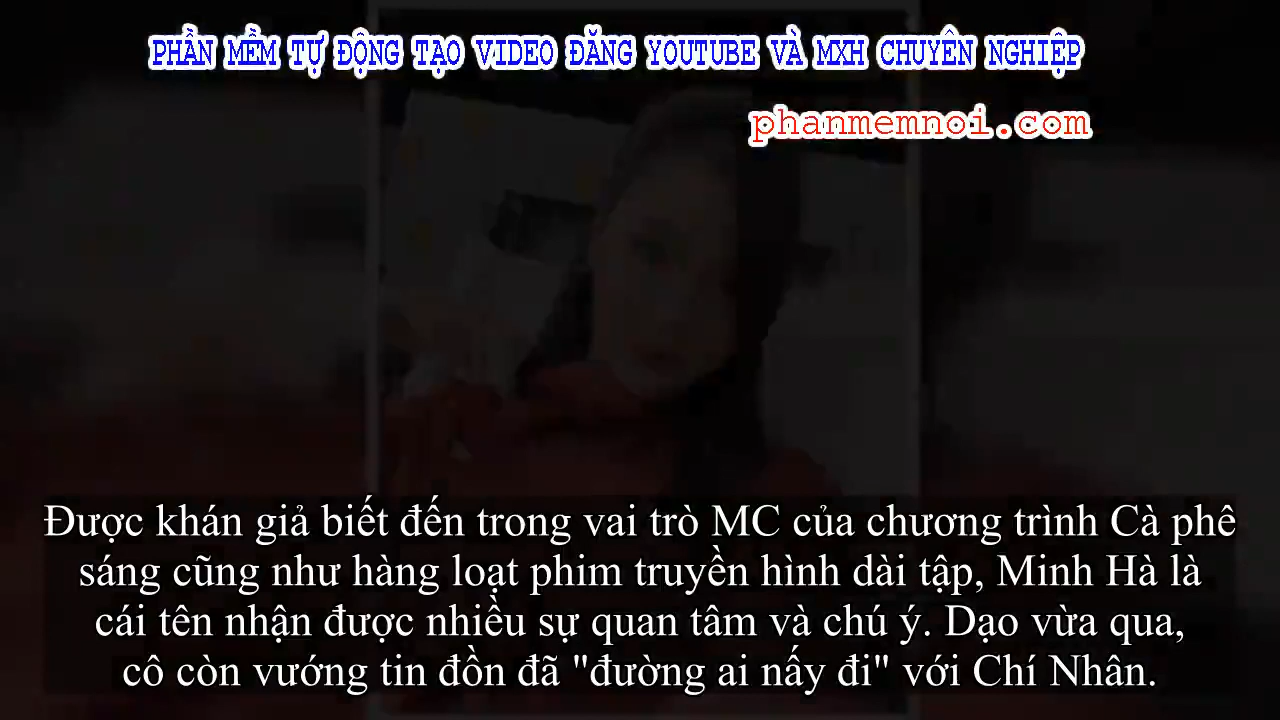 PHẦN MỀM TỰ ĐỘNG TẠO VIDEO ĐĂNG YOUTUBE VÀ MXH CHUYÊN NGHIỆP
phanmemnoi.com
Được khán giả biết đến trong vai trò MC của chương trình Cà phê
sáng cũng như hàng loạt phim truyền hình dài tập, Minh Hà là
cái tên nhận được nhiều sự quan tâm và chú ý. Dạo vừa qua,
cô còn vướng tin đồn đã "đường ai nấy đi" với Chí Nhân.